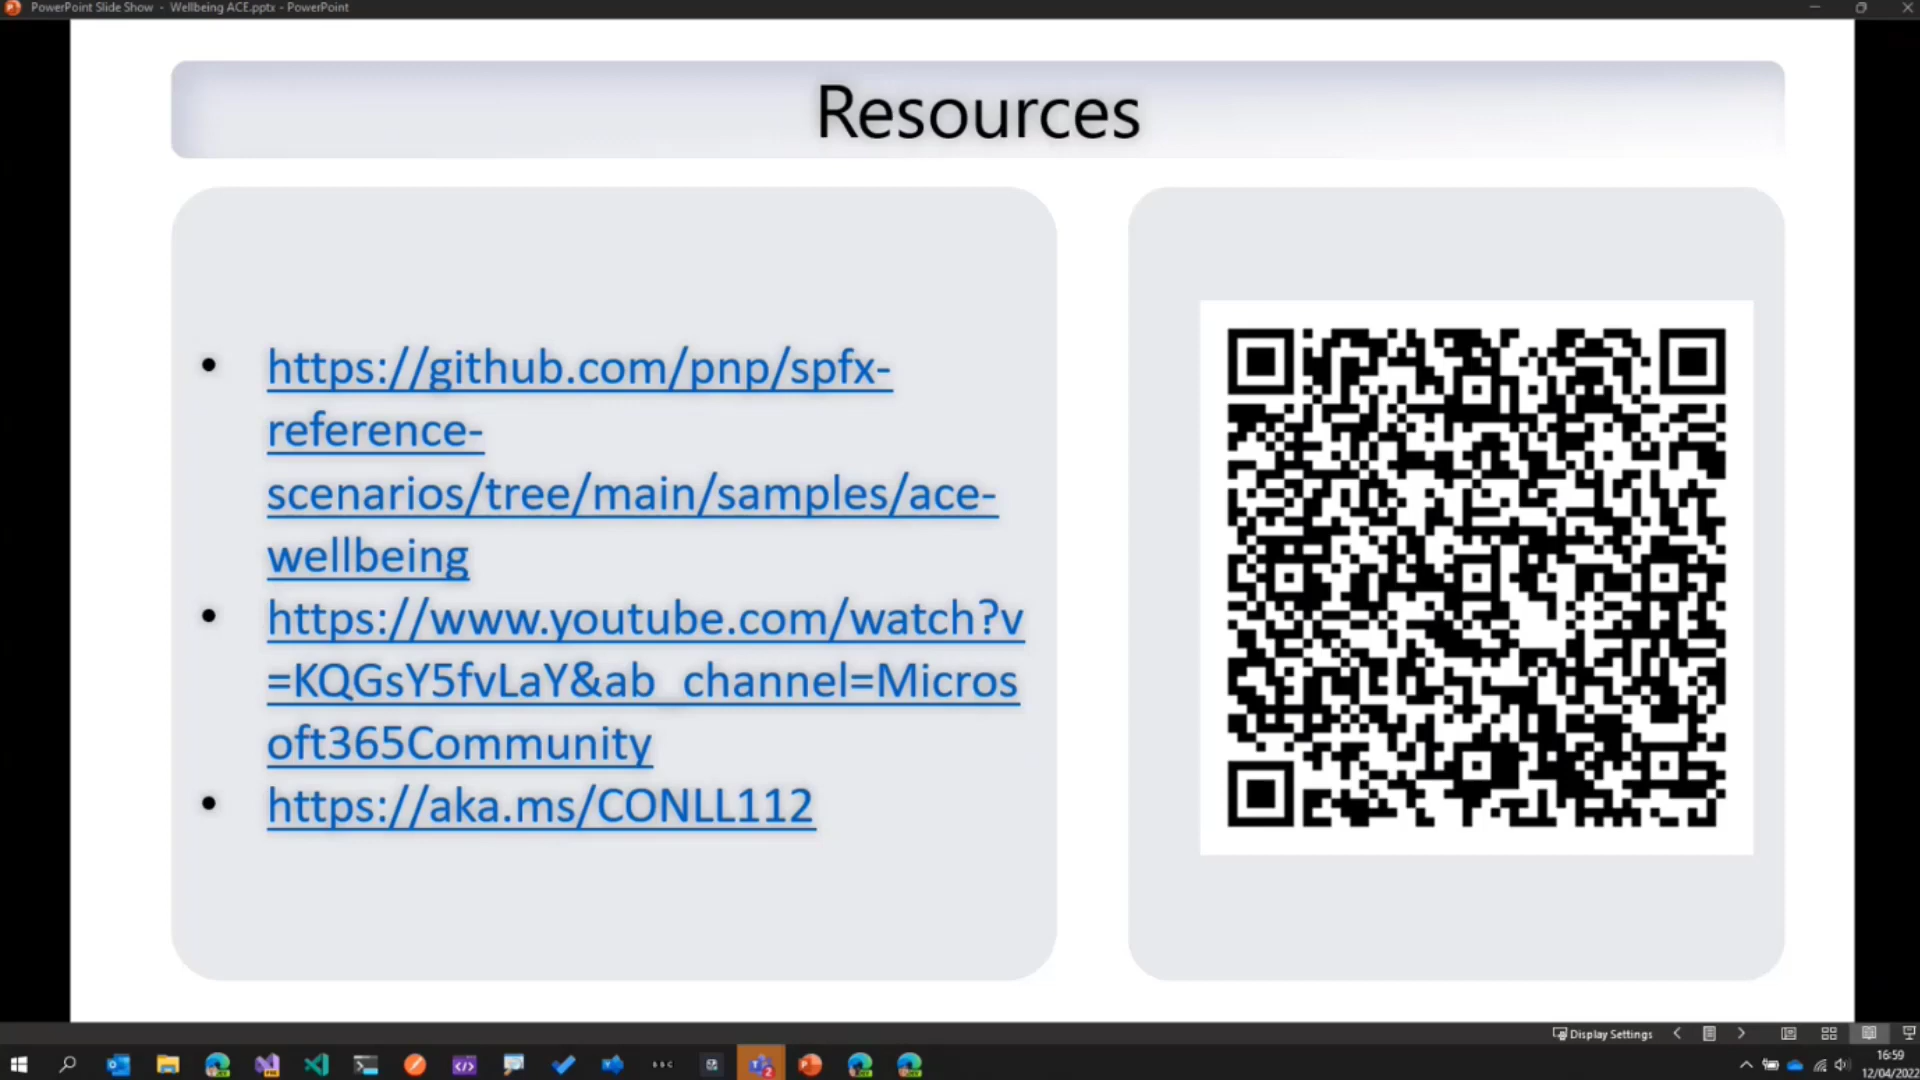 PowerPoint Slide Show - Wellbeing ACE.pptx - PowerPoint
Resources
• https://github.com/pnp/spfx-
reference-
scenarios/tree/main/samples/ace-
wellbeing
• https://www.youtube.com/watch?v
=KQGsY5fvLaY&ab_channel=Micros
oft365Community
• https://aka.ms/CONLL112
Display Settings
16:59
12/04/2022